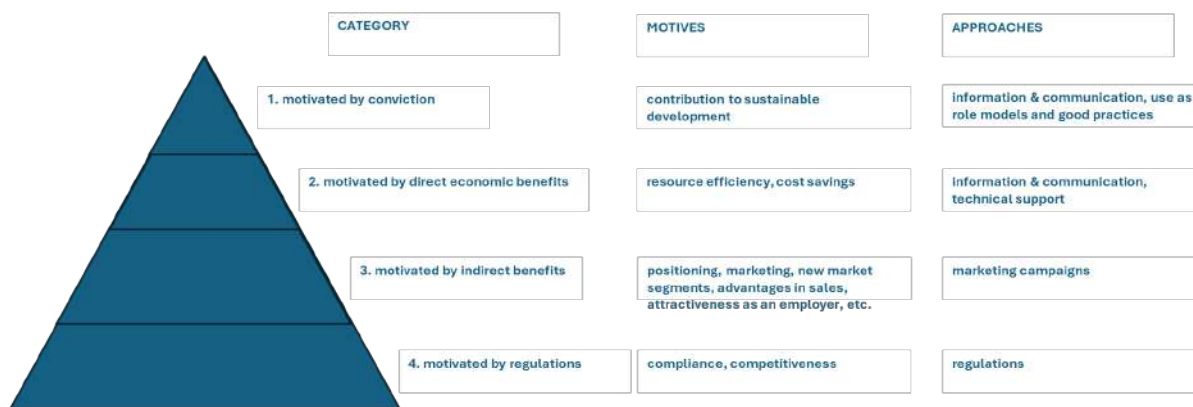 CATEGORY
MOTIVES
APPROACHES
1. motivated by conviction
contribution to sustainable
development
information & communication, use as
role models and good practices
2. motivated by direct economic benefits
resource efficiency, cost savings
information & communication,
technical support
3. motivated by indirect benefits
positioning, marketing, new market
segments, advantages in sales,
attractiveness as an employer, etc.
marketing campaigns
4. motivated by regulations
compliance, competitiveness
regulations